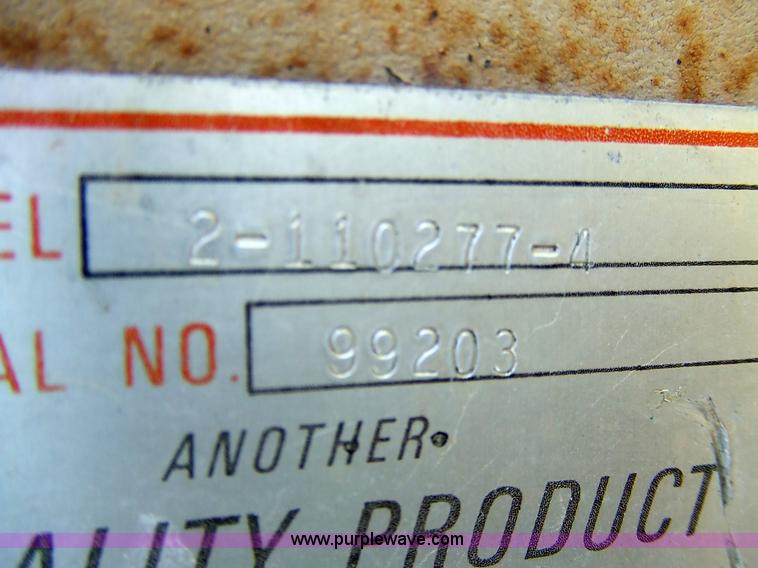 EL 2-110277-4
AL NO. 99203
ANOTHER
ALITY PRODUCT
www.purplewave.com